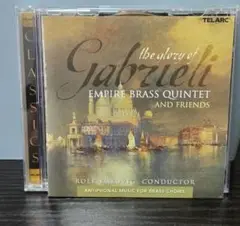 TELARC
the glory of
Gabrieli
EMPIRE BRASS QUINTET
AND FRIENDS
CONDUCTOR
ANTIPHONAL MUSIC FOR BRASS CHOIRS
CLASSICS